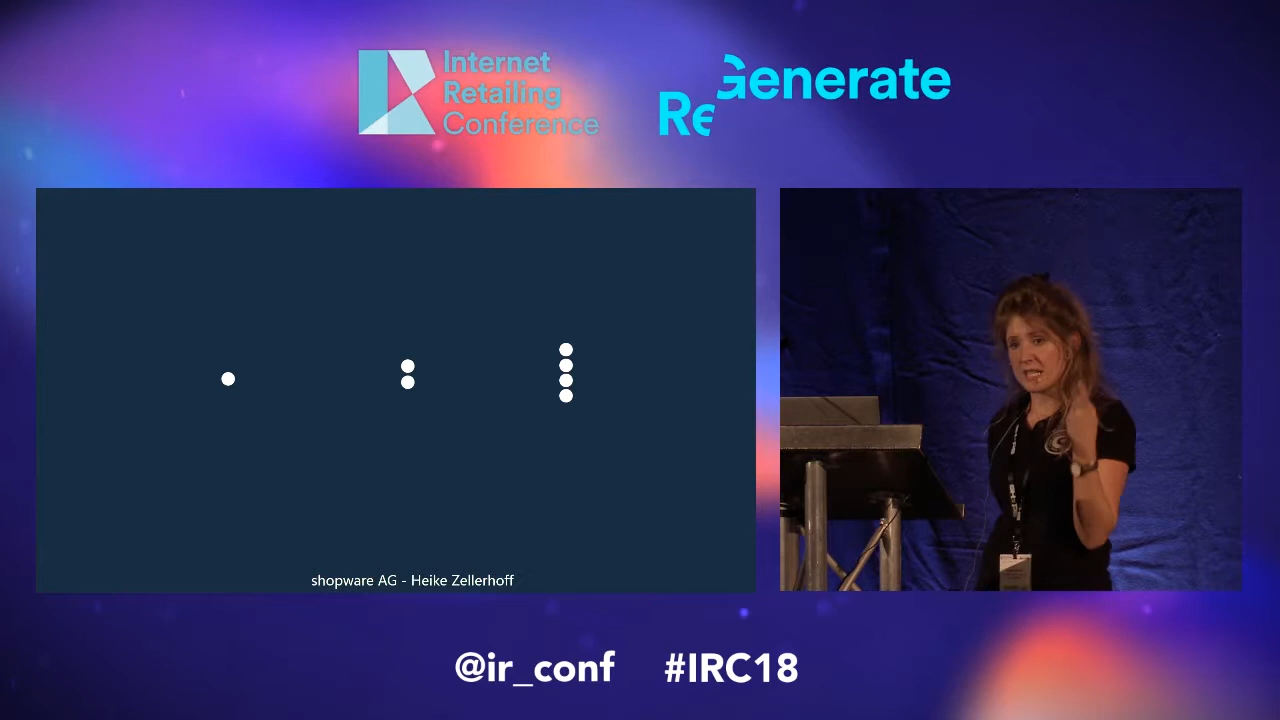 Internet
Retailing
Conference
ReGenerate
shopware AG - Heike Zellerhoff
@ir_conf #IRC18